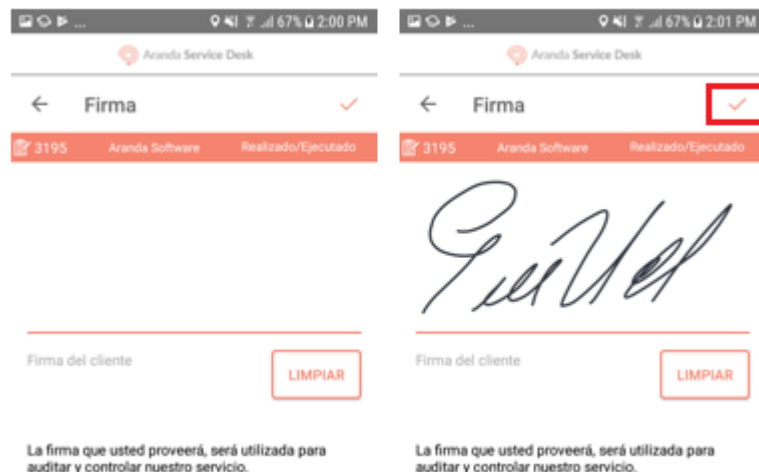 ... 67% 2:00 PM
Aranda Service Desk
Firma
3195 Aranda Software Realizado/Ejecutado
Firma del cliente
LIMPIAR
La firma que usted proveerá, será utilizada para
auditar y controlar nuestro servicio.
... 67% 2:01 PM
Aranda Service Desk
Firma
3195 Aranda Software Realizado/Ejecutado
Firma del cliente
LIMPIAR
La firma que usted proveerá, será utilizada para
auditar y controlar nuestro servicio.